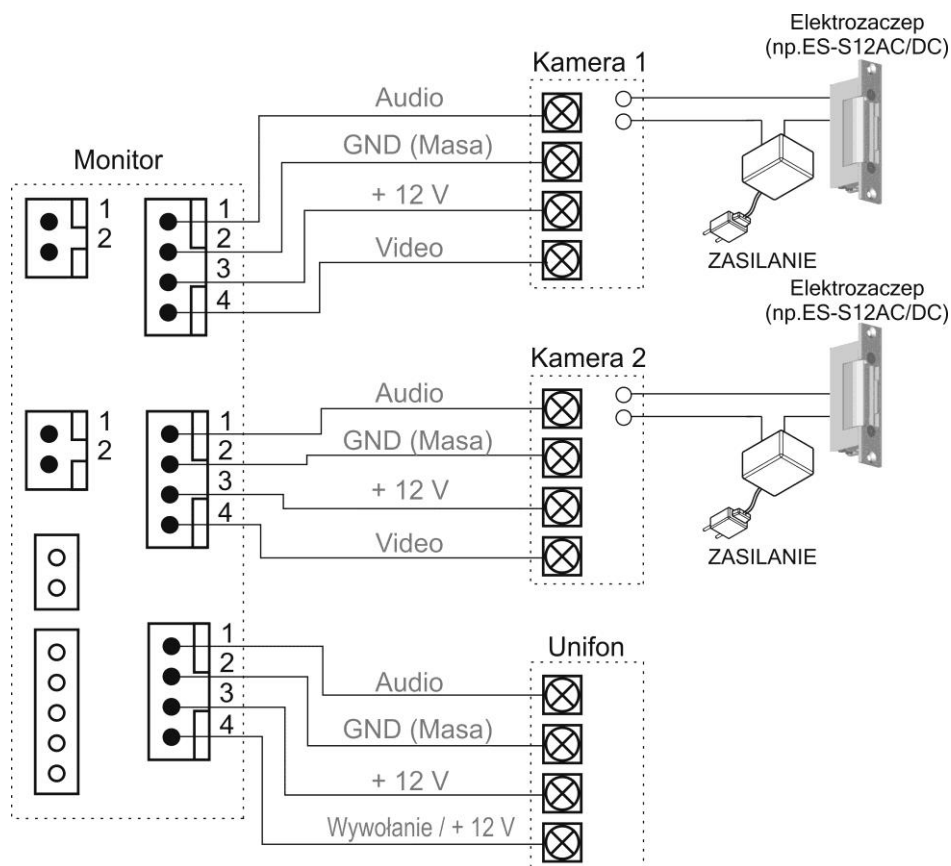 Elektrozaczep
(np.ES-S12AC/DC)
Kamera 1
Audio
GND (Masa)
+ 12 V
Video
Monitor
1
2
1
2
3
4
ZASILANIE
Elektrozaczep
(np.ES-S12AC/DC)
Kamera 2
Audio
GND (Masa)
+ 12 V
Video
1
2
1
2
3
4
ZASILANIE
Unifon
1
2
3
4
Audio
GND (Masa)
+ 12 V
Wywołanie / + 12 V